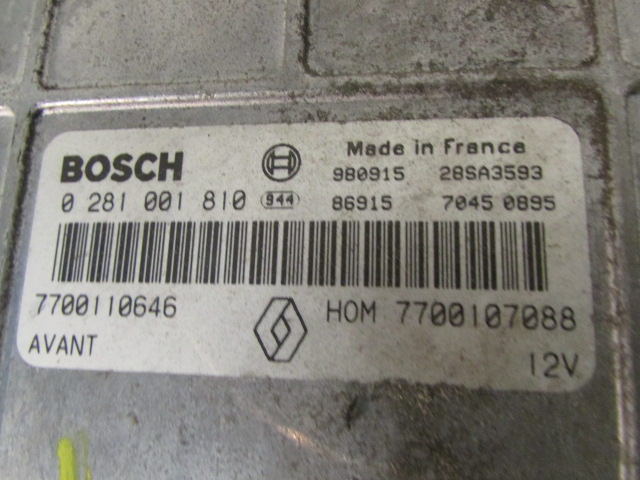 BOSCH
Made in France
980915 28SA3593
0 281 001 810 944 86915 7045 0895
7700110646
HOM 7700107088
AVANT
12V